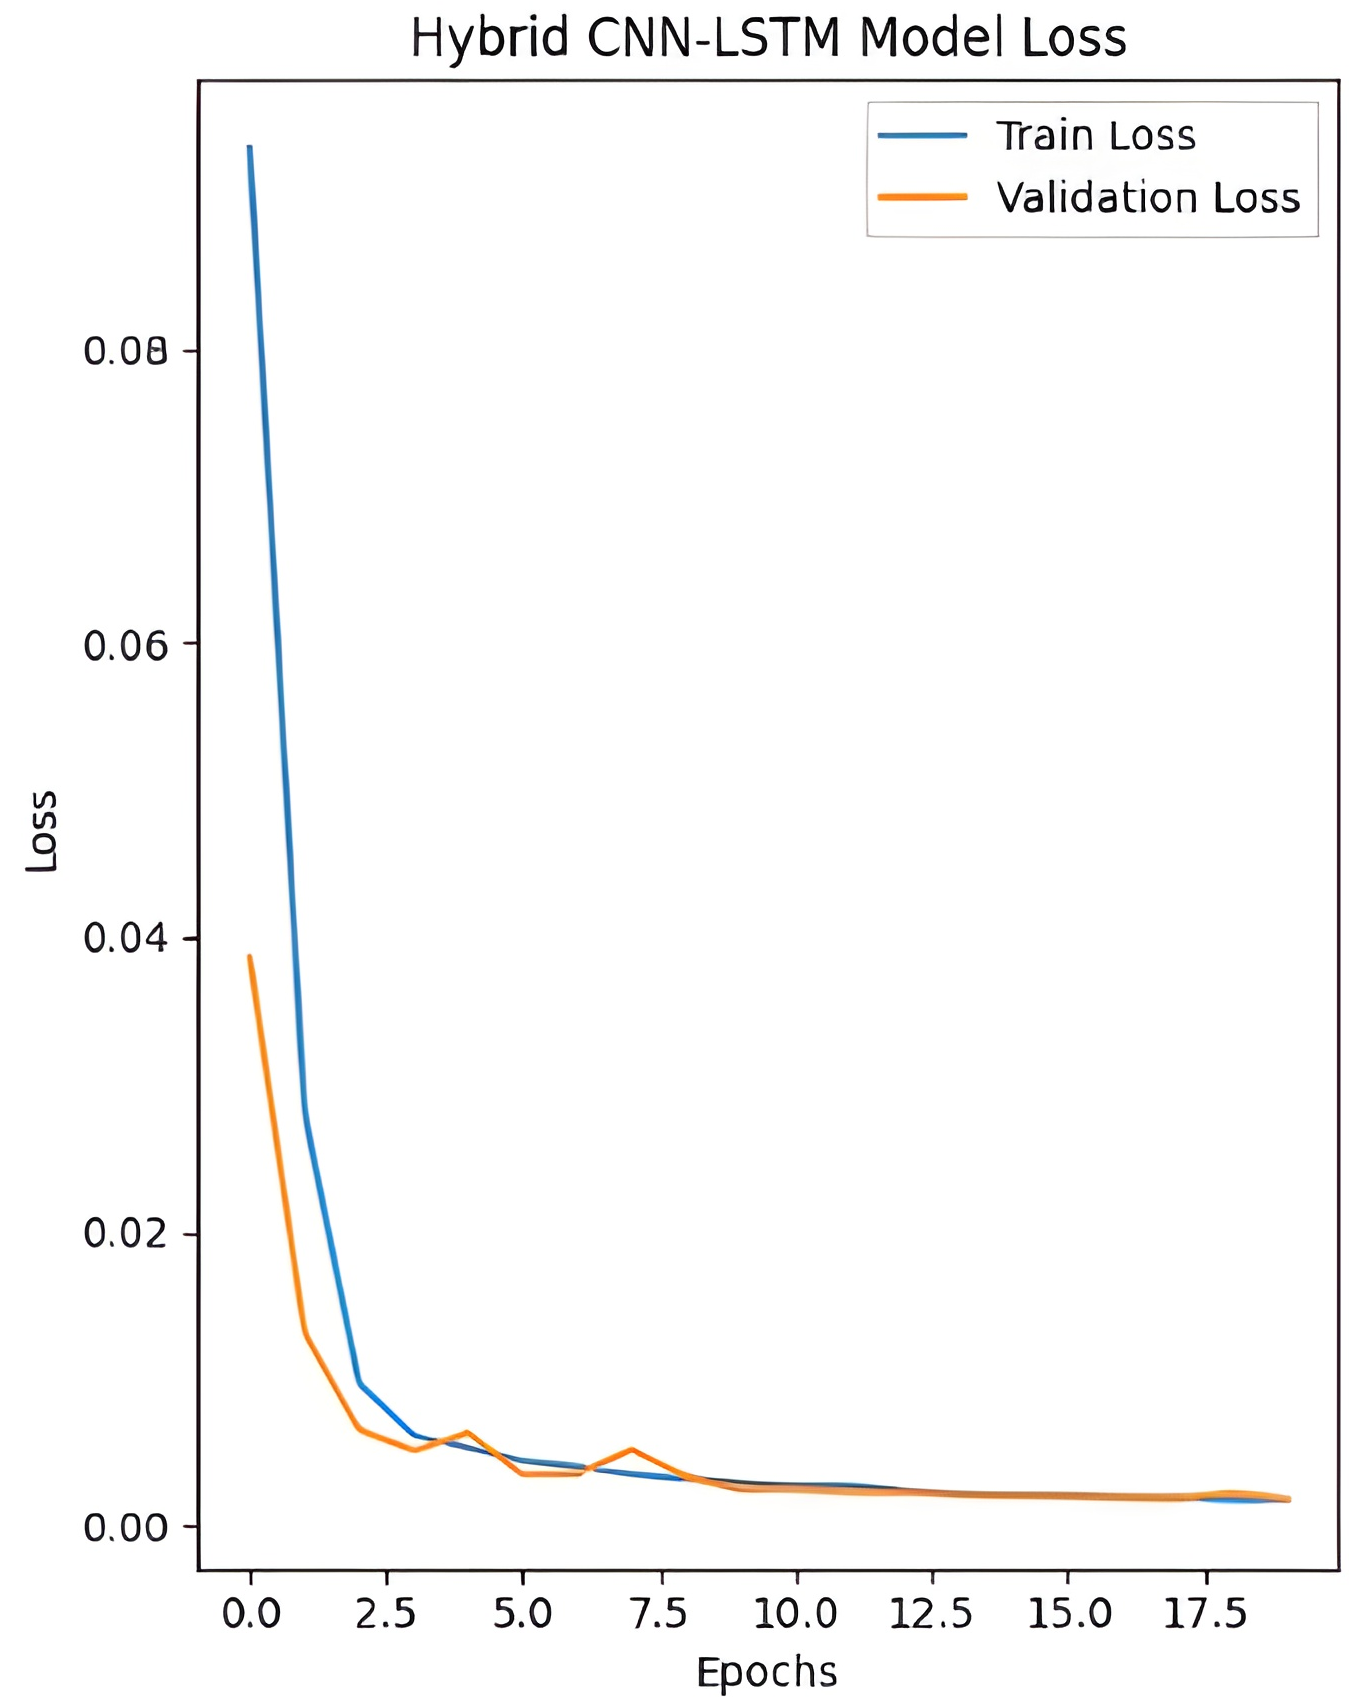 Hybrid CNN-LSTM Model Loss
Train Loss
Validation Loss
0.08
0.06
0.04
0.02
0.00
Loss
0.0 2.5 5.0 7.5 10.0 12.5 15.0 17.5
Epochs